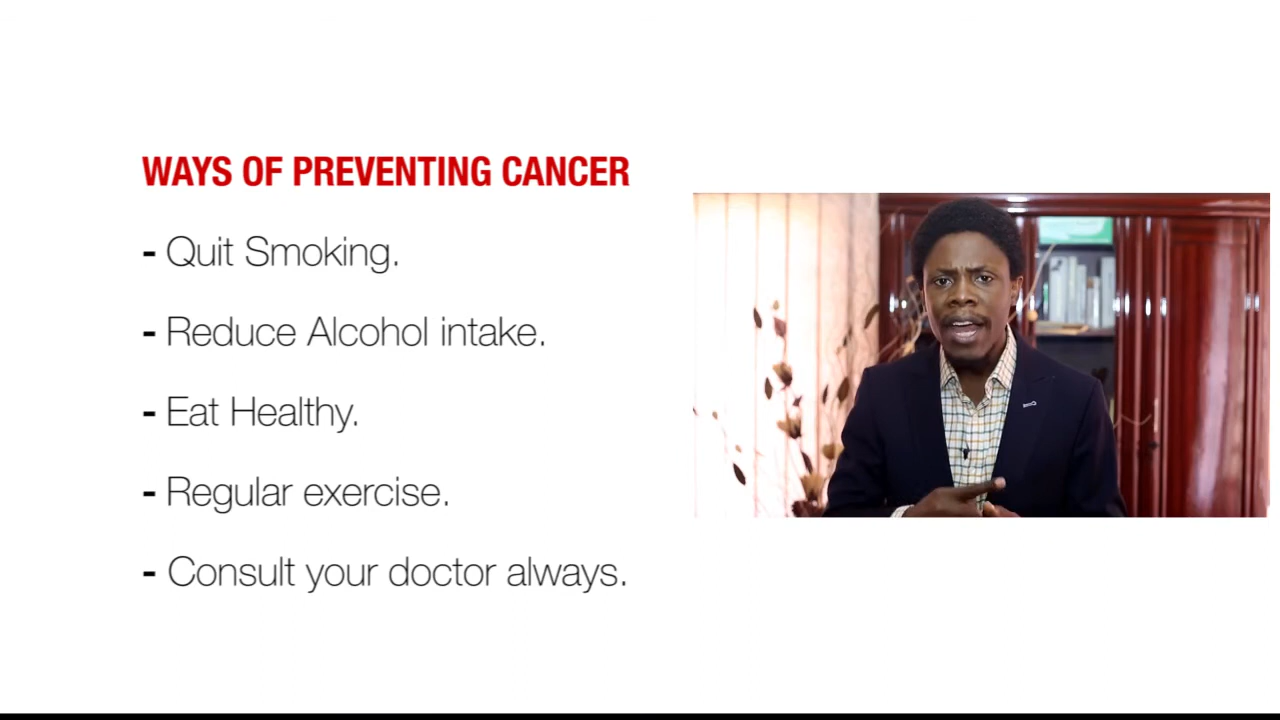 WAYS OF PREVENTING CANCER
- Quit Smoking.
- Reduce Alcohol intake.
- Eat Healthy.
- Regular exercise.
- Consult your doctor always.